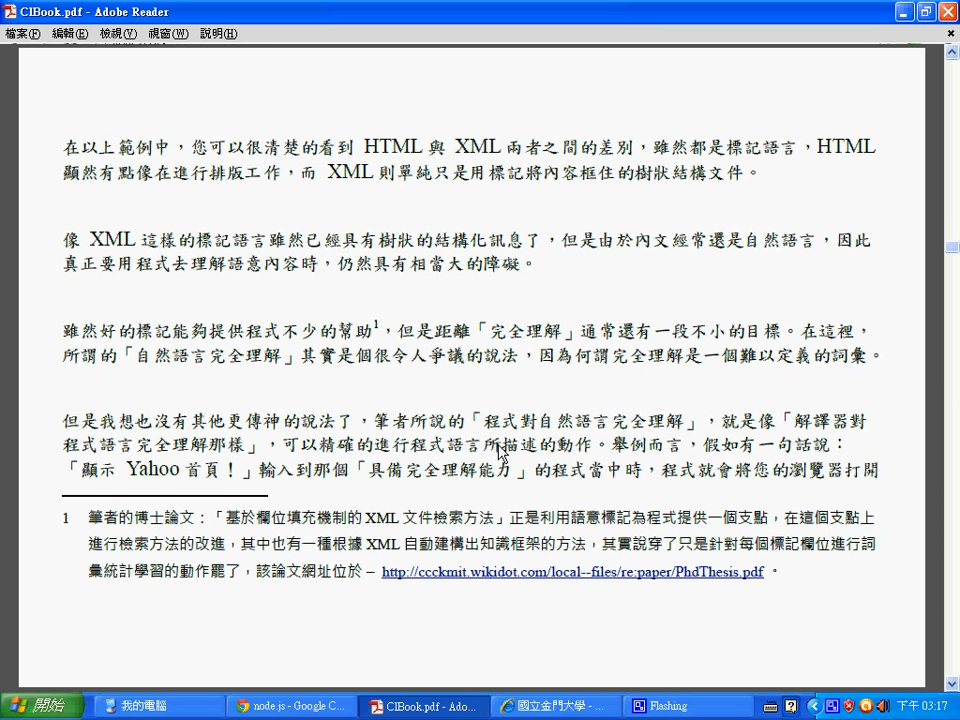 CIBook.pdf - Adobe Reader
檔案(F) 編輯(E) 檢視(V) 視窗(W) 說明(H)
在以上範例中，您可以很清楚的看到 HTML 與 XML 兩者之間的差別，雖然都是標記語言，HTML
顯然有點像在進行排版工作，而 XML 則單純只是用標記將內容框住的樹狀結構文件。
像 XML 這樣的標記語言雖然已經具有樹狀的結構化訊息了，但是由於內文經常還是自然語言，因此
真正要用程式去理解語意內容時，仍然具有相當大的障礙。
雖然好的標記能夠提供程式不少的幫助1，但是距離「完全理解」通常還有一段不小的目標。在這裡，
所謂的「自然語言完全理解」其實是個很令人爭議的說法，因為何謂完全理解是一個難以定義的詞彙。
但是我想也沒有其他更傳神的說法了，筆者所說的「程式對自然語言完全理解」，就是像「解譯器對
程式語言完全理解那樣」，可以精確的進行程式語言所描述的動作。舉例而言，假如有一句話說：
「顯示 Yahoo 首頁！」輸入到那個「具備完全理解能力」的程式當中時，程式就會將您的瀏覽器打開
1 筆者的博士論文：「基於欄位填充機制的 XML 文件檢索方法」正是利用語意標記為程式提供一個支點，在這個支點上
進行檢索方法的改進，其中也有一種根據 XML 自動建構出知識框架的方法，其實說穿了只是針對每個標記欄位進行詞
彙統計學習的動作罷了，該論文網址位於 – http://ccckmit.wikidot.com/local--files/re:paper/PhdThesis.pdf 。
開始 我的電腦 node.js - Google C... CIBook.pdf - Ado... 國立金門大學 - ... Flashing 下午 03:17